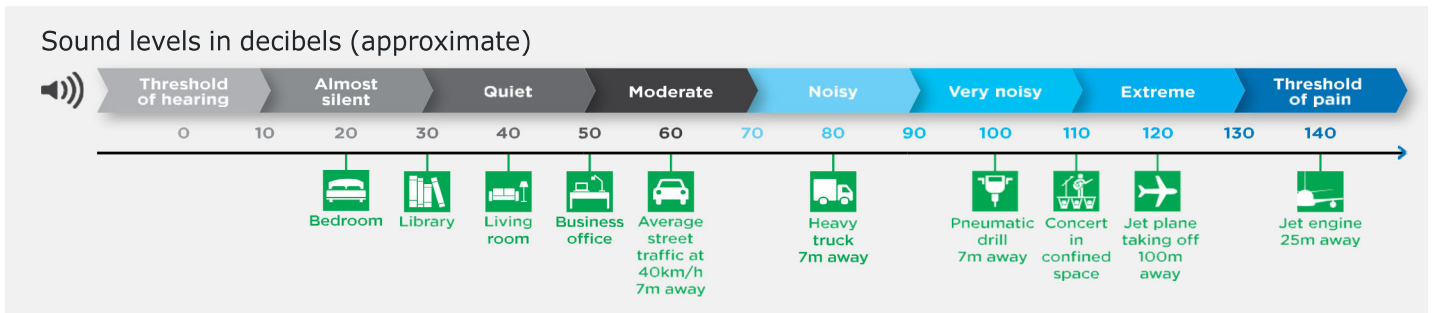 Sound levels in decibels (approximate)
Threshold
of hearing
Almost
silent
Quiet
Moderate
Noisy
Very noisy
Extreme
Threshold
of pain
0 10 20 30 40 50 60 70 80 90 100 110 120 130 140
Bedroom
Library
Living
room
Business
office
Average
street
traffic at
40km/h
7m away
Heavy
truck
7m away
Pneumatic
drill
7m away
Concert
in
confined
space
Jet plane
taking off
100m
away
Jet engine
25m away